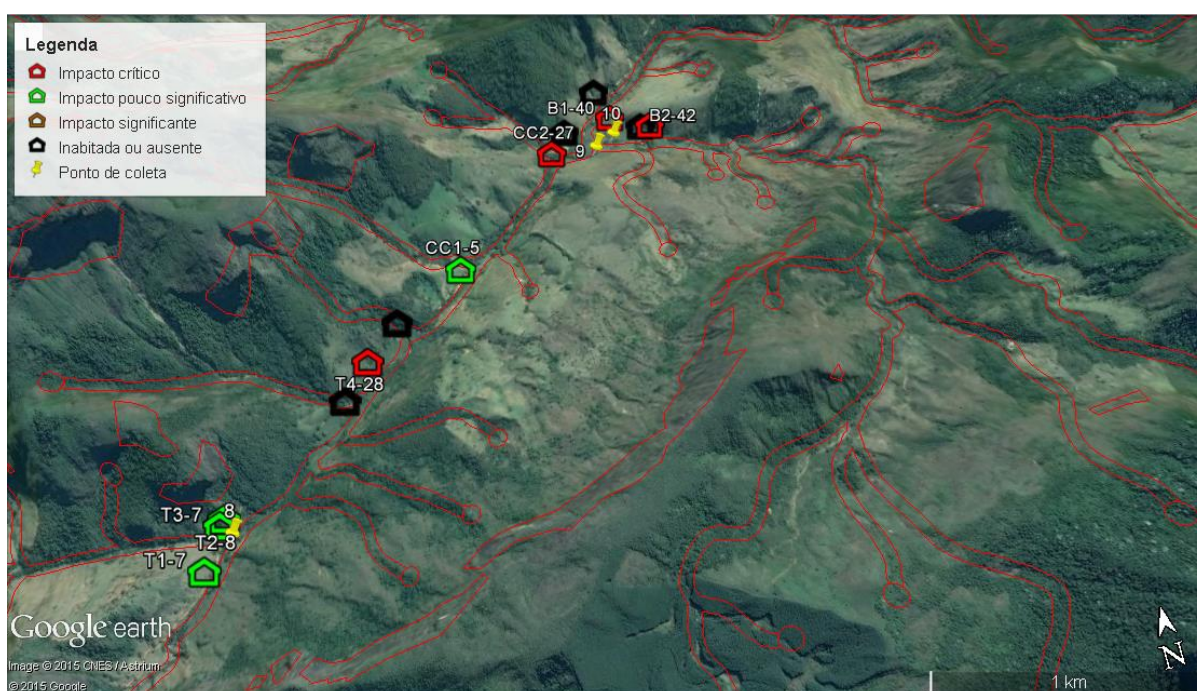 Legenda
Impacto crítico
Impacto pouco significativo
Impacto significante
Inabitada ou ausente
Ponto de coleta
B1-40
10
B2-42
CC2-27
9
CC1-5
T4-28
T3-7
8
T2-8
T1-7
Google earth
Image © 2015 CNES / Astrium
© 2015 Google
1 km
N